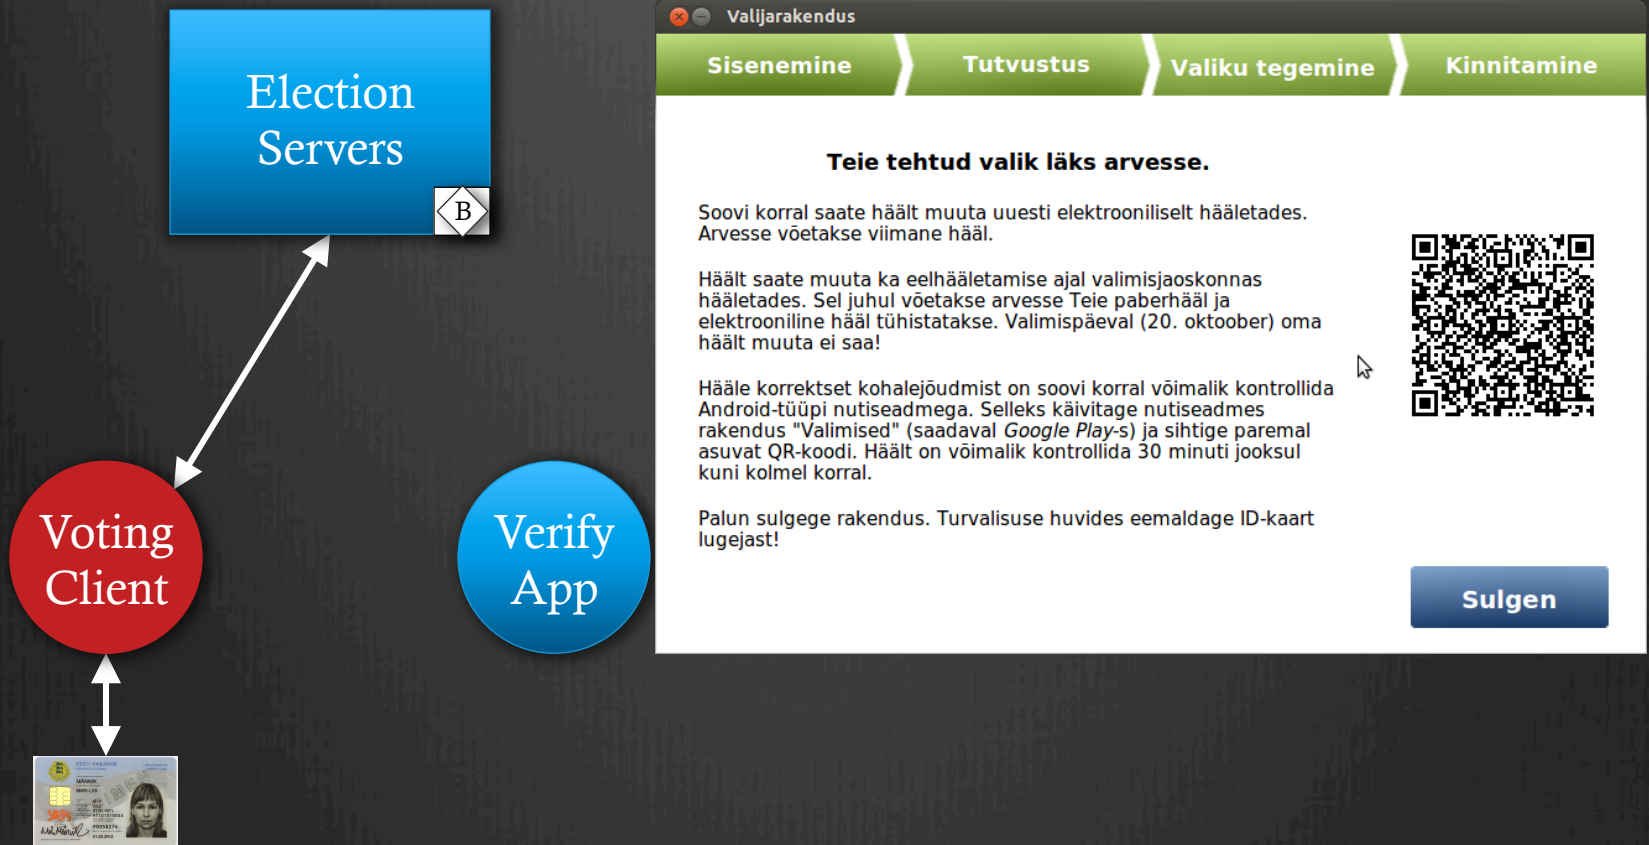 Election
Servers
B
Voting
Client
Verify
App
Valijarakendus
Sisenemine
Tutvustus
Valiku tegemine
Kinnitamine
Teie tehtud valik läks arvesse.
Soovi korral saate häält muuta uuesti elektrooniliselt hääletades.
Arvesse võetakse viimane hääl.
Häält saate muuta ka eelhääletamise ajal valimisjaoskonnas
hääletades. Sel juhul võetakse arvesse Teie paberhääl ja
elektrooniline hääl tühistatakse. Valimispäeval (20. oktoober) oma
häält muuta ei saa!
Hääle korrektset kohalejõudmist on soovi korral võimalik kontrollida
Android-tüüpi nutiseadmega. Selleks käivitage nutiseadmes
rakendus "Valimised" (saadaval Google Play-s) ja sihtige paremal
asuvat QR-koodi. Häält on võimalik kontrollida 30 minuti jooksul
kuni kolmel korral.
Palun sulgege rakendus. Turvalisuse huvides eemaldage ID-kaart
lugejast!
Sulgen
EESTI VABARIIK
MÄNNIK
MARI-LIIS